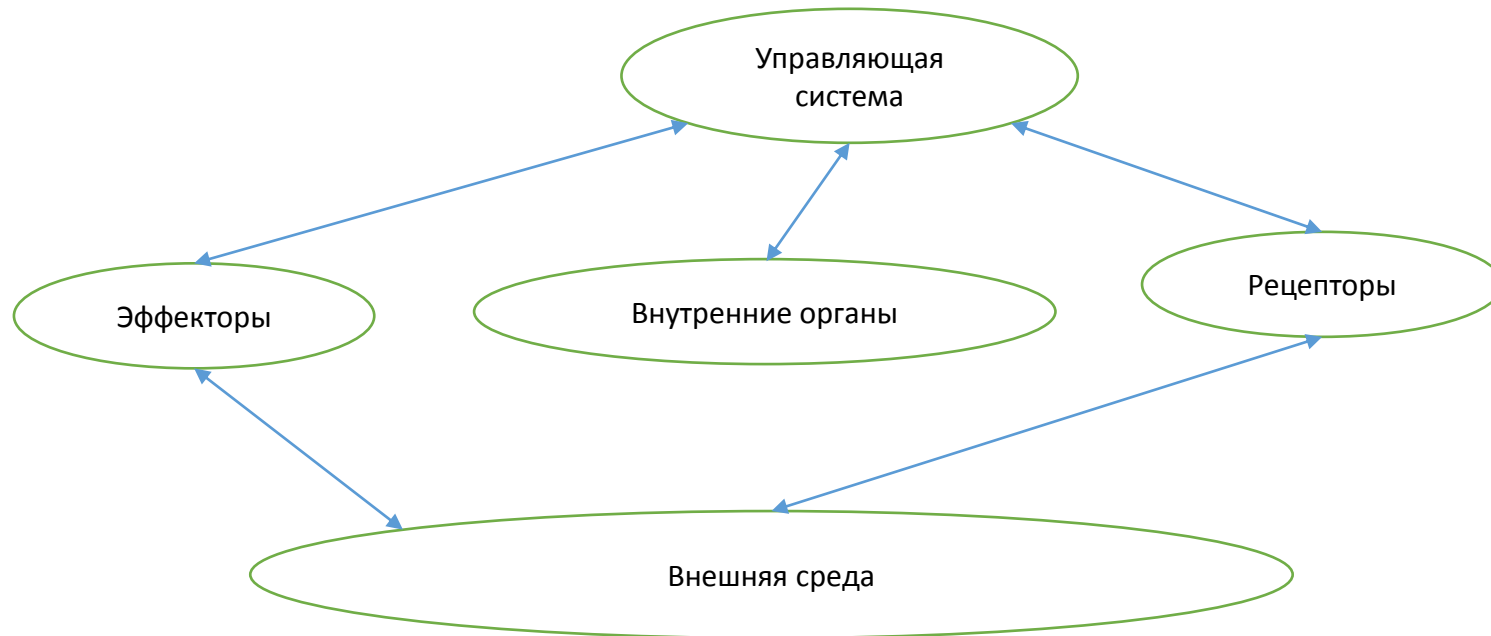 Управляющая
система
Эффекторы
Внутренние органы
Рецепторы
Внешняя среда